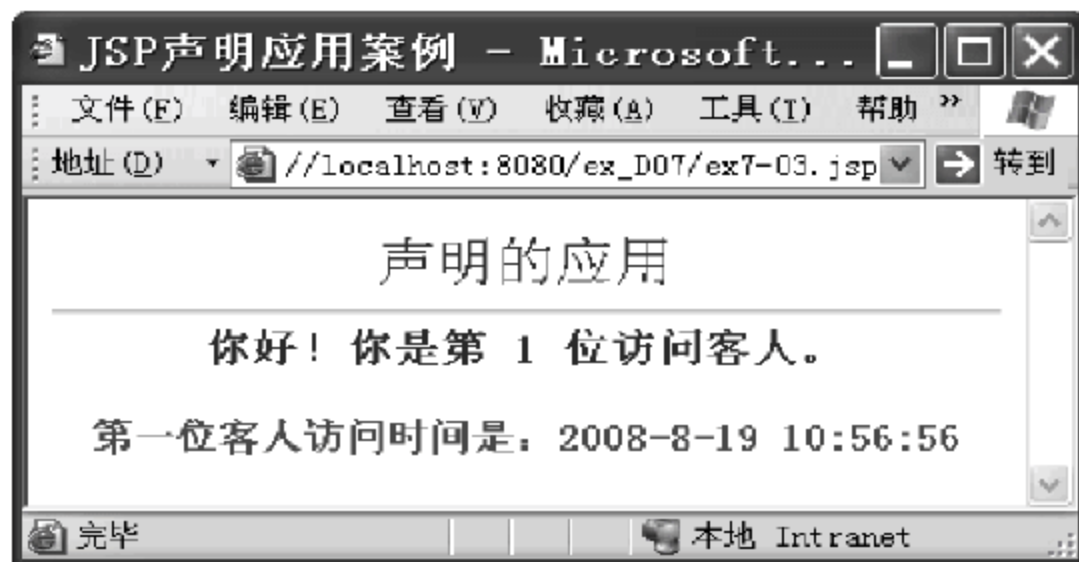 JSP声明应用案例 - Microsoft...
文件(F) 编辑(E) 查看(V) 收藏(A) 工具(T) 帮助 »
地址(D) //localhost:8080/ex_D07/ex7-03.jsp 转到
声明的应用
你好！你是第 1 位访问客人。
第一位客人访问时间是：2008-8-19 10:56:56
完毕 本地 Intranet